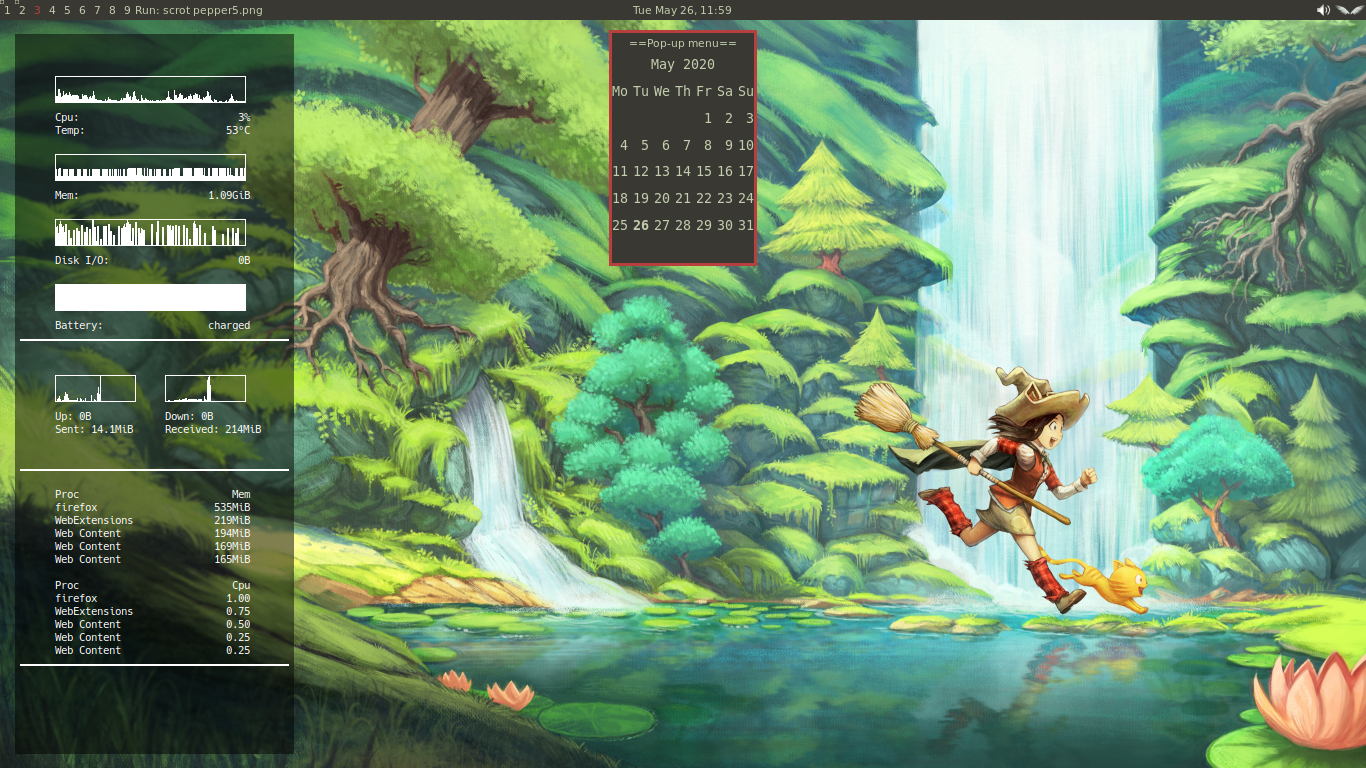 1 2 3 4 5 6 7 8 9 Run: scrot pepper5.png Tue May 26, 11:59
==Pop-up menu==
May 2020
Mo Tu We Th Fr Sa Su
1 2 3
4 5 6 7 8 9 10
11 12 13 14 15 16 17
18 19 20 21 22 23 24
25 26 27 28 29 30 31
Cpu: 3%
Temp: 53°C
Mem: 1.09GiB
Disk I/O: 0B
Battery: charged
Up: 0B Down: 0B
Sent: 14.1MiB Received: 214MiB
Proc Mem
firefox 535MiB
WebExtensions 219MiB
Web Content 194MiB
Web Content 169MiB
Web Content 165MiB
Proc Cpu
firefox 1.00
WebExtensions 0.75
Web Content 0.50
Web Content 0.25
Web Content 0.25